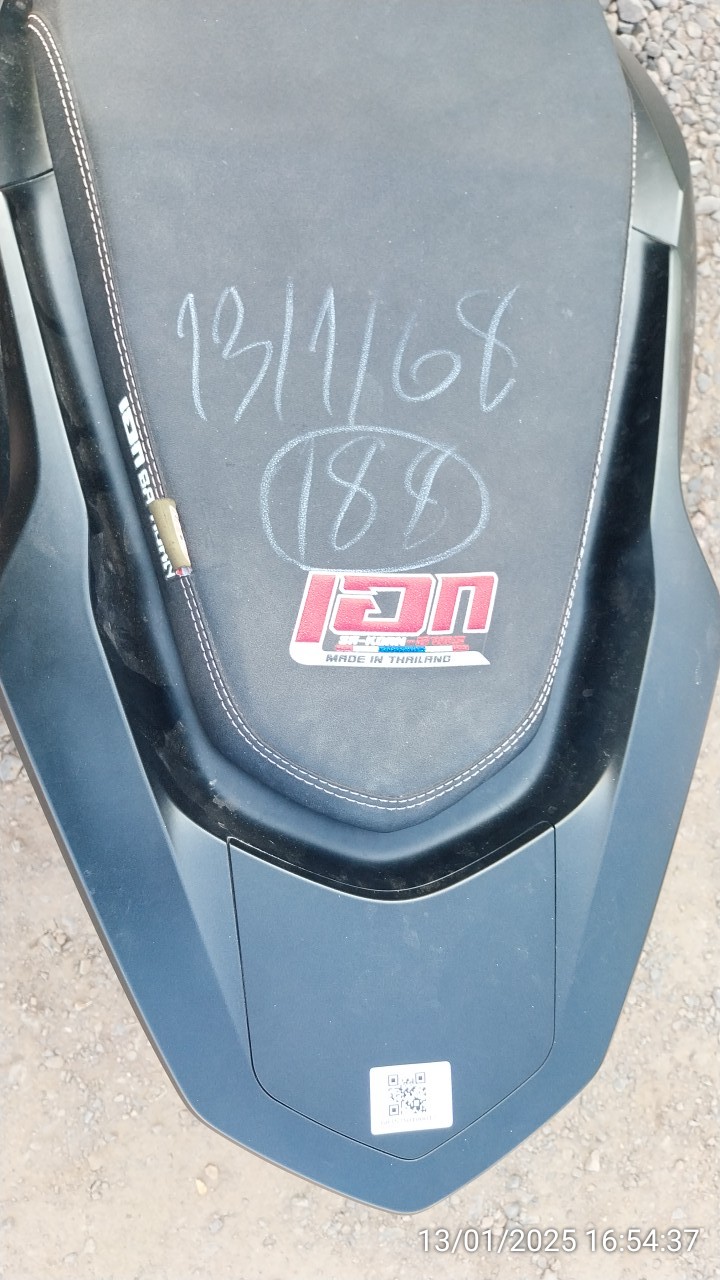 13/1/68
188
เอก
MADE IN THAILAND
13/01/2025 16:54:37